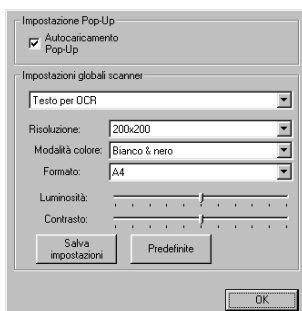 Impostazione Pop-Up
Autocaricamento
Pop-Up
Impostazioni globali scanner
Testo per OCR
Risoluzione: 200x200
Modalità colore: Bianco & nero
Formato: A4
Luminosità:
Contrasto:
Salva
impostazioni
Predefinite
OK